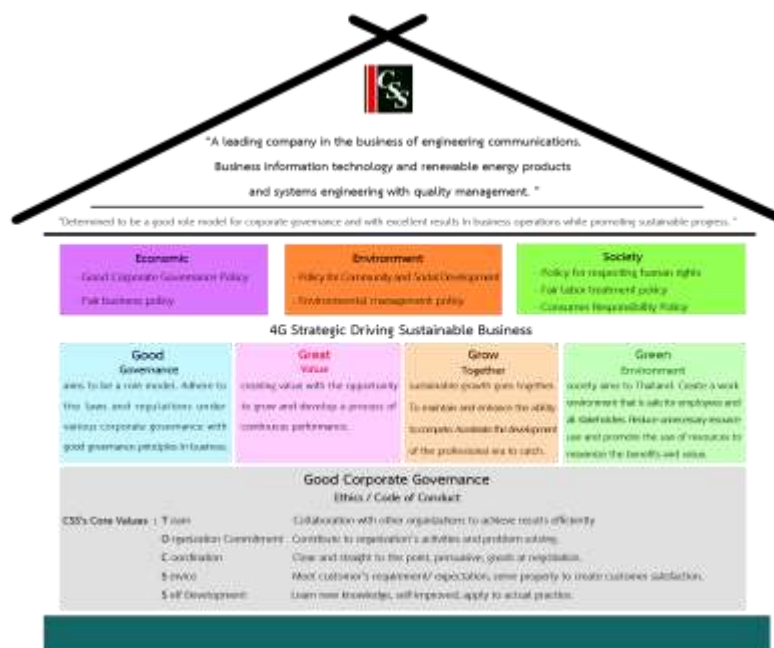 CSS
"A leading company in the business of engineering communications.
Business information technology and renewable energy products
and systems engineering with quality management. "
"Determined to be a good role model for corporate governance and with excellent results in business operations while promoting sustainable progress. "
Economic
- Good Corporate Governance Policy
- Fair business policy
Environment
- Policy for Community and Social Development
- Environmental management policy
Society
- Policy for respecting human rights
- Fair labor treatment policy
- Consumer Responsibility Policy
4G Strategic Driving Sustainable Business
Good
Governance
aims to be a role model. Adhere to
the laws and regulations under
various corporate governance with
good governance principles in business.
Great
Value
creating value with the opportunity
to grow and develop a process of
continuous performance.
Grow
Together
sustainable growth goes together.
To maintain and enhance the ability
to compete. Accelerate the development
of the professional era to catch.
Green
Environment
society aims to Thailand. Create a work
environment that is safe for employees and
all stakeholders. Reduce unnecessary resource
use and promote the use of resources to
maximize the benefits and value.
Good Corporate Governance
Ethics / Code of Conduct
CSS's Core Values : T eam Collaboration with other organizations to achieve results efficiently
O rganization Commitment Contribute to organization's activities and problem solving.
C oordination Clear and straight to the point, persuasive, goods at negotiation.
S ervice Meet customer's requirement/ expectation, serve property to create customer satisfaction.
S elf Development Learn new knowledge, self improved, apply to actual practice.